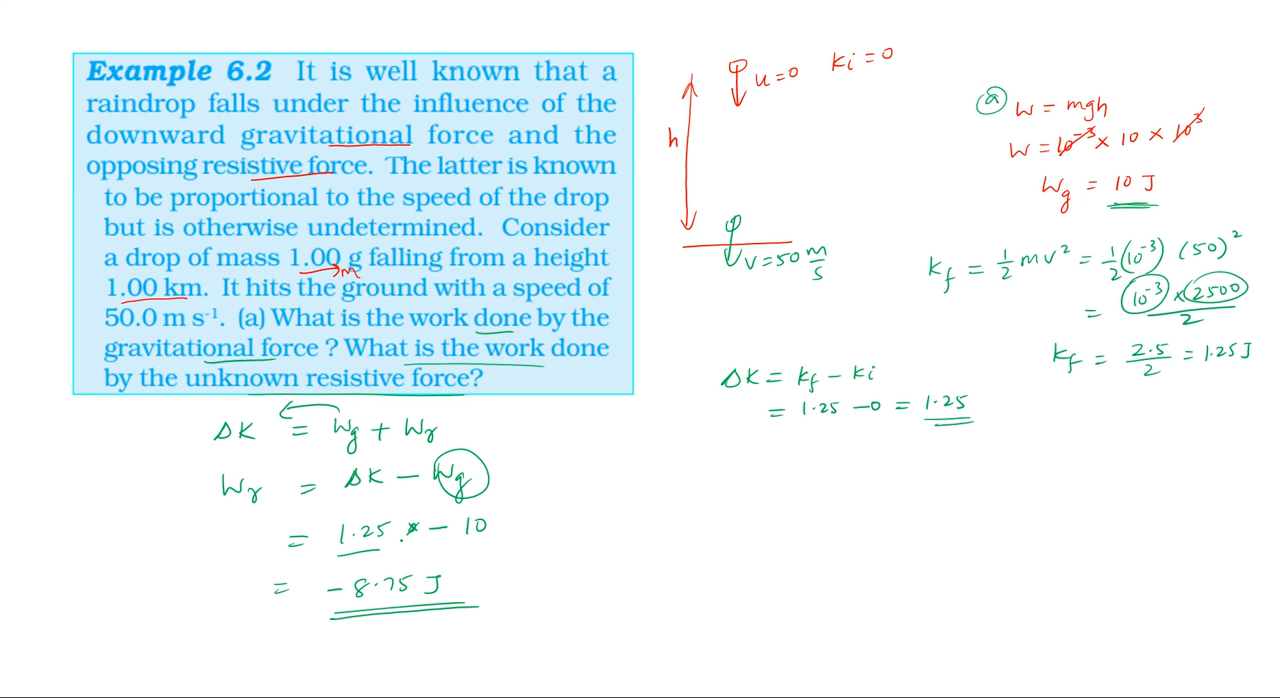 Example 6.2 It is well known that a
raindrop falls under the influence of the
downward gravitational force and the
opposing resistive force. The latter is known
to be proportional to the speed of the drop
but is otherwise undetermined. Consider
a drop of mass 1.00 g falling from a height
m
1.00 km. It hits the ground with a speed of
50.0 m s⁻¹. (a) What is the work done by the
gravitational force ? What is the work done
by the unknown resistive force?
ΔK = Wg + Wr
Wr = ΔK − Wg
= 1.25 − 10
= −8.75 J
u=0 Ki=0
h
v=50 m/s
(a) W = mgh
W = 10⁻³ × 10 × 10³
Wg = 10 J
Kf = 1/2 mv² = 1/2 (10⁻³) (50)²
= 10⁻³ × 2500 / 2
Kf = 2.5/2 = 1.25 J
ΔK = Kf − Ki
= 1.25 − 0 = 1.25